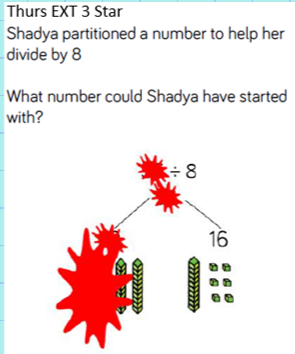 Thurs EXT 3 Star
Shadya partitioned a number to help her
divide by 8
What number could Shadya have started
with?
÷ 8
16